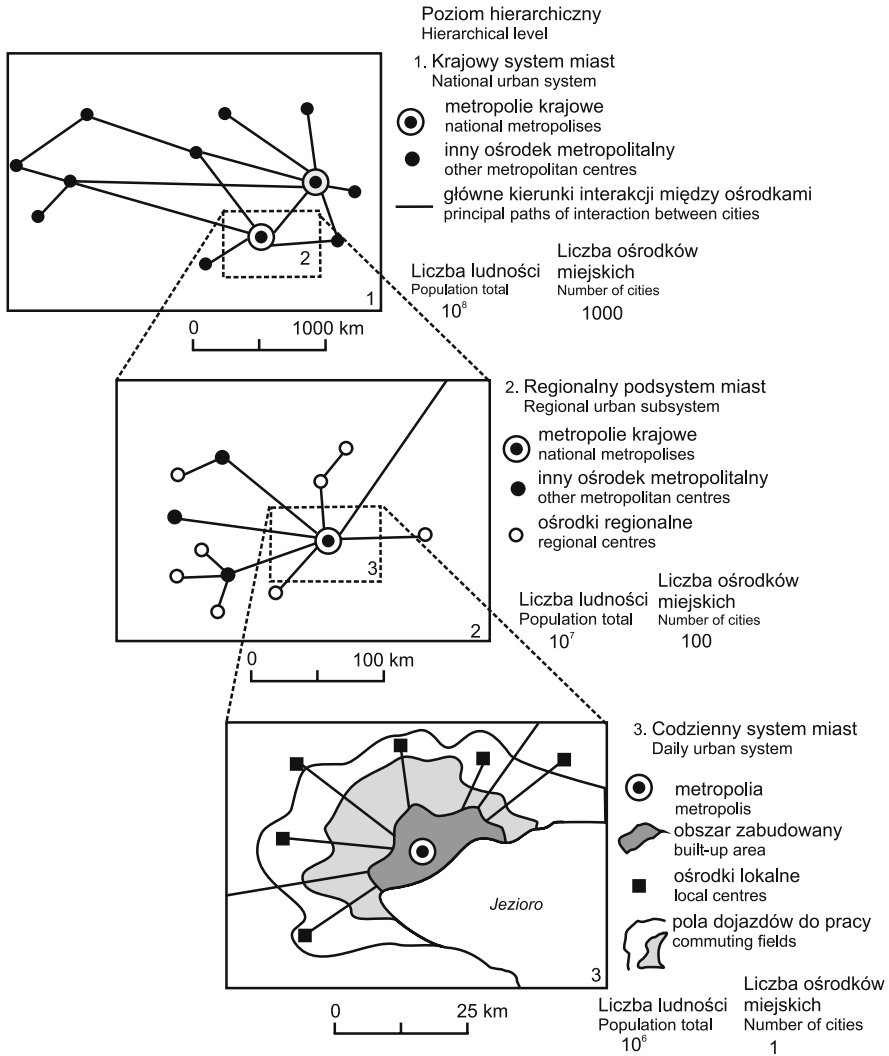 Poziom hierarchiczny
Hierarchical level
1. Krajowy system miast
National urban system
metropolie krajowe
national metropolises
inny ośrodek metropolitalny
other metropolitan centres
główne kierunki interakcji między ośrodkami
principal paths of interaction between cities
2
1
Liczba ludności
Population total
10⁸
Liczba ośrodków
miejskich
Number of cities
1000
0 1000 km
2. Regionalny podsystem miast
Regional urban subsystem
metropolie krajowe
national metropolises
inny ośrodek metropolitalny
other metropolitan centres
ośrodki regionalne
regional centres
3
2
Liczba ludności
Population total
10⁷
Liczba ośrodków
miejskich
Number of cities
100
0 100 km
3. Codzienny system miast
Daily urban system
metropolia
metropolis
obszar zabudowany
built-up area
ośrodki lokalne
local centres
pola dojazdów do pracy
commuting fields
Jezioro
3
Liczba ludności
Population total
10⁶
Liczba ośrodków
miejskich
Number of cities
1
0 25 km